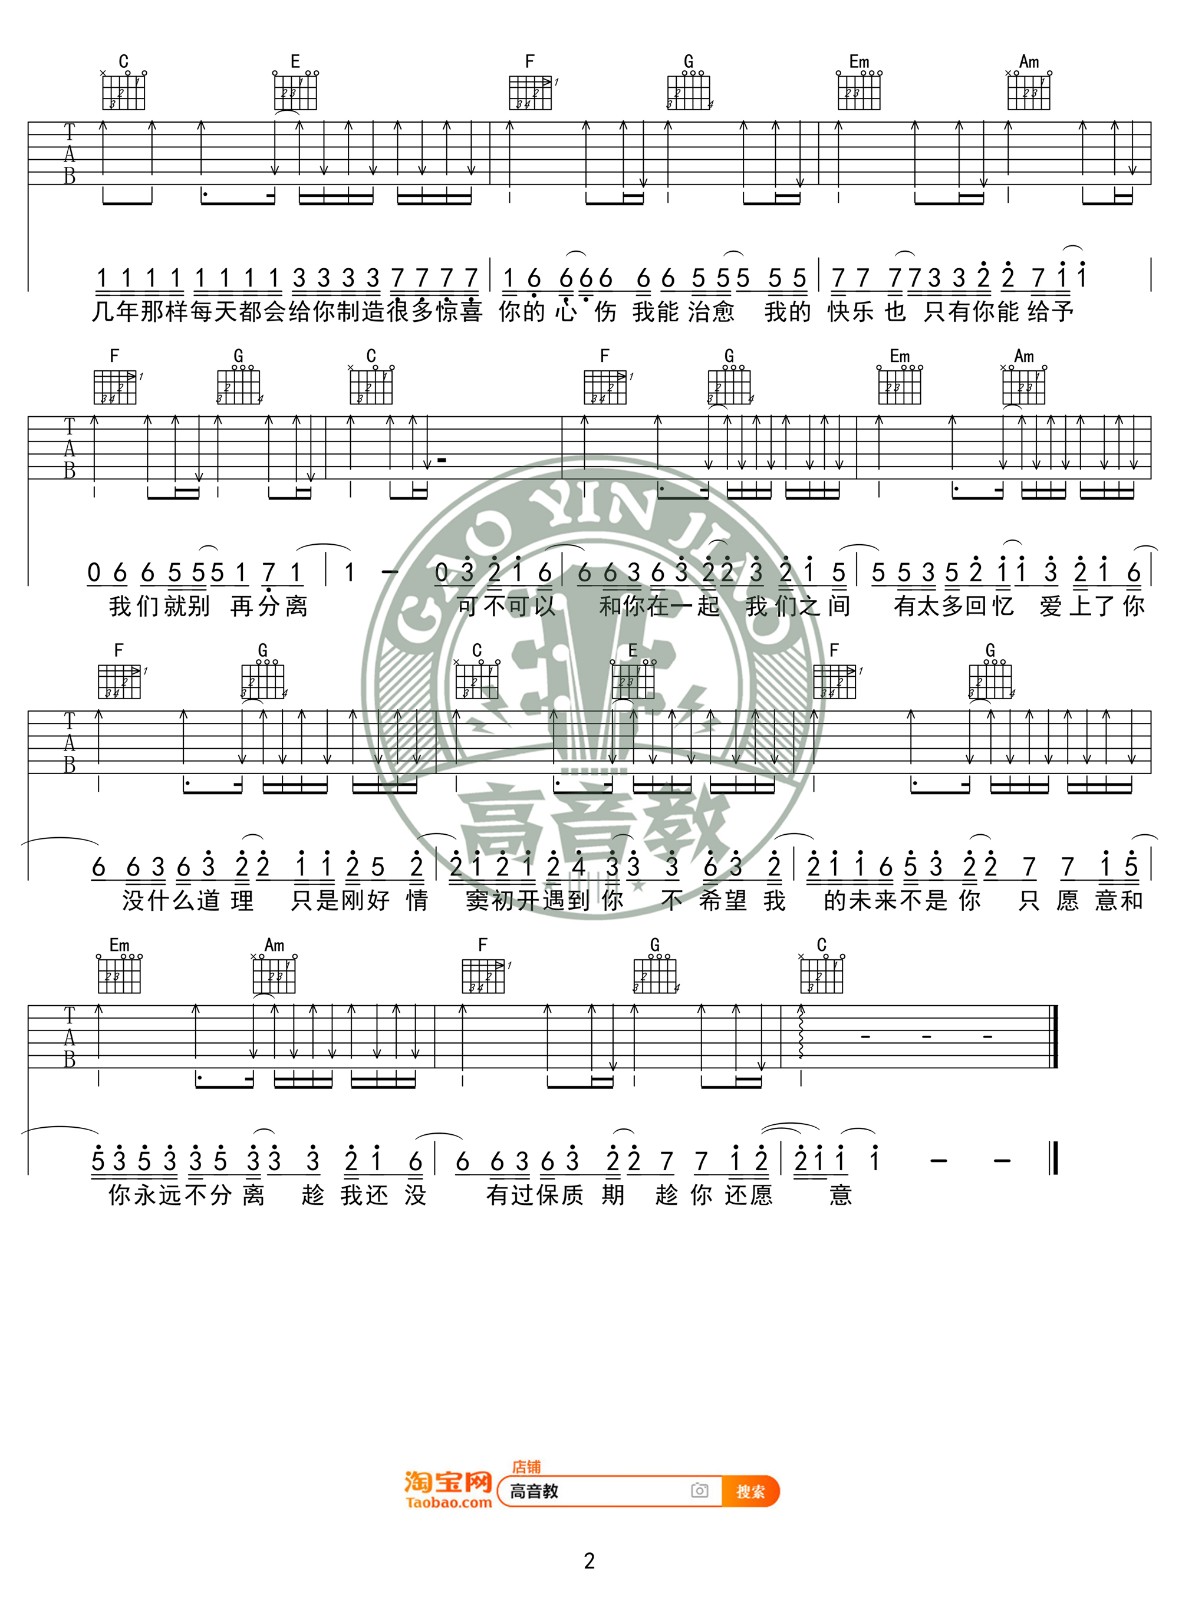 C E F G Em Am
T
A
B
1 1 1 1 1 1 1 1 3 3 3 3 7 7 7 7 1 6 6 6 6 6 6 5 5 5 5 5 7 7 7 7 3 3 2 2 7 1 1
几年那样每天都会给你制造很多惊喜 你的心伤我能治愈 我的 快乐也 只有你能给予
F G C F G Em Am
T
A
B
0 6 6 5 5 5 1 7 1 1 – 0 3 2 1 6 6 6 3 6 3 2 2 3 2 1 5 5 5 3 5 2 1 1 3 2 1 6
我们就别 再分离 可不可以 和你在一起 我们之间 有太多回忆 爱上了你
GAO YIN JIAO
F G C E F G
T
A
B
高音教
6 6 3 6 3 2 2 1 1 2 5 2 2 1 2 1 2 4 3 3 3 6 3 2 2 1 1 6 5 3 2 2 7 7 1 5
没什么道理 只是刚好情 窦初开遇到你 不希望我 的未来不是你 只愿意和
Em Am F G C
T
A
B
5 3 5 3 3 5 3 3 3 2 1 6 6 6 3 6 3 2 2 7 7 1 2 2 1 1 1 – –
你永远不分离 趁我还没 有过保质期 趁你还愿 意
店铺
淘宝网 高音教 搜索
Taobao.com
2